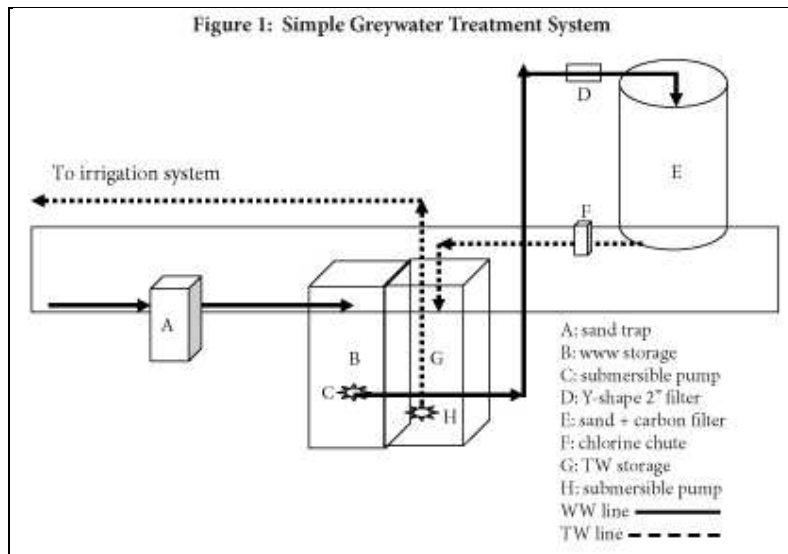 Figure 1: Simple Greywater Treatment System
D
E
To irrigation system
F
A
B
G
C
H
A: sand trap
B: www storage
C: submersible pump
D: Y-shape 2" filter
E: sand + carbon filter
F: chlorine chute
G: TW storage
H: submersible pump
WW line
TW line